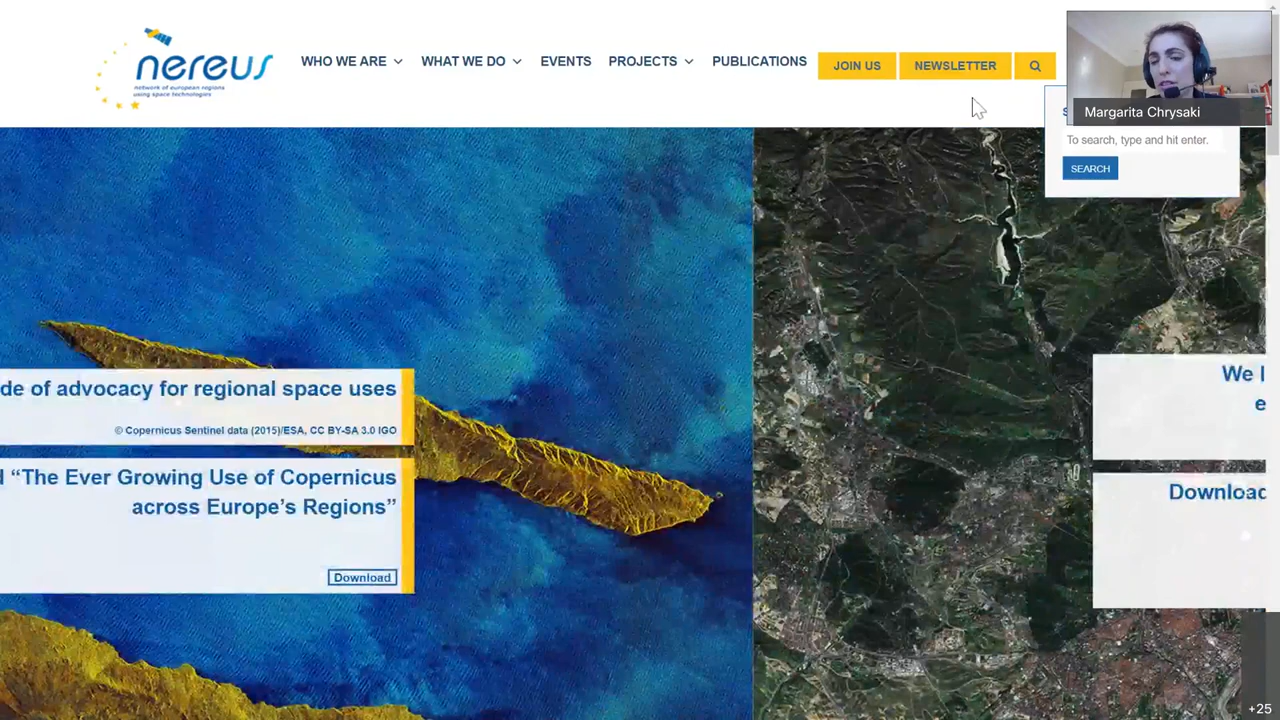 nereus
network of european regions
using space technologies
WHO WE ARE
WHAT WE DO
EVENTS
PROJECTS
PUBLICATIONS
JOIN US
NEWSLETTER
Margarita Chrysaki
To search, type and hit enter.
SEARCH
de of advocacy for regional space uses
© Copernicus Sentinel data (2015)/ESA, CC BY-SA 3.0 IGO
“The Ever Growing Use of Copernicus
across Europe’s Regions”
Download
We
Download
+25